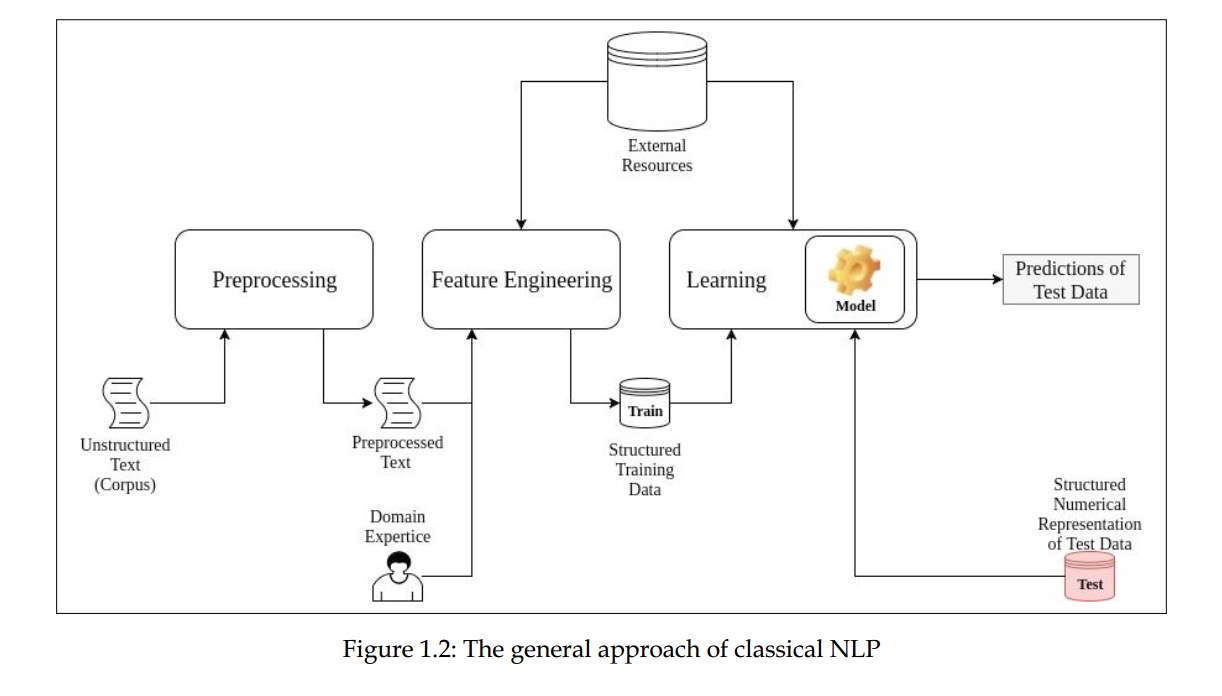 External
Resources
Preprocessing
Feature Engineering
Learning
Model
Predictions of
Test Data
Unstructured
Text
(Corpus)
Preprocessed
Text
Train
Structured
Training
Data
Domain
Expertice
Structured
Numerical
Representation
of Test Data
Test
Figure 1.2: The general approach of classical NLP